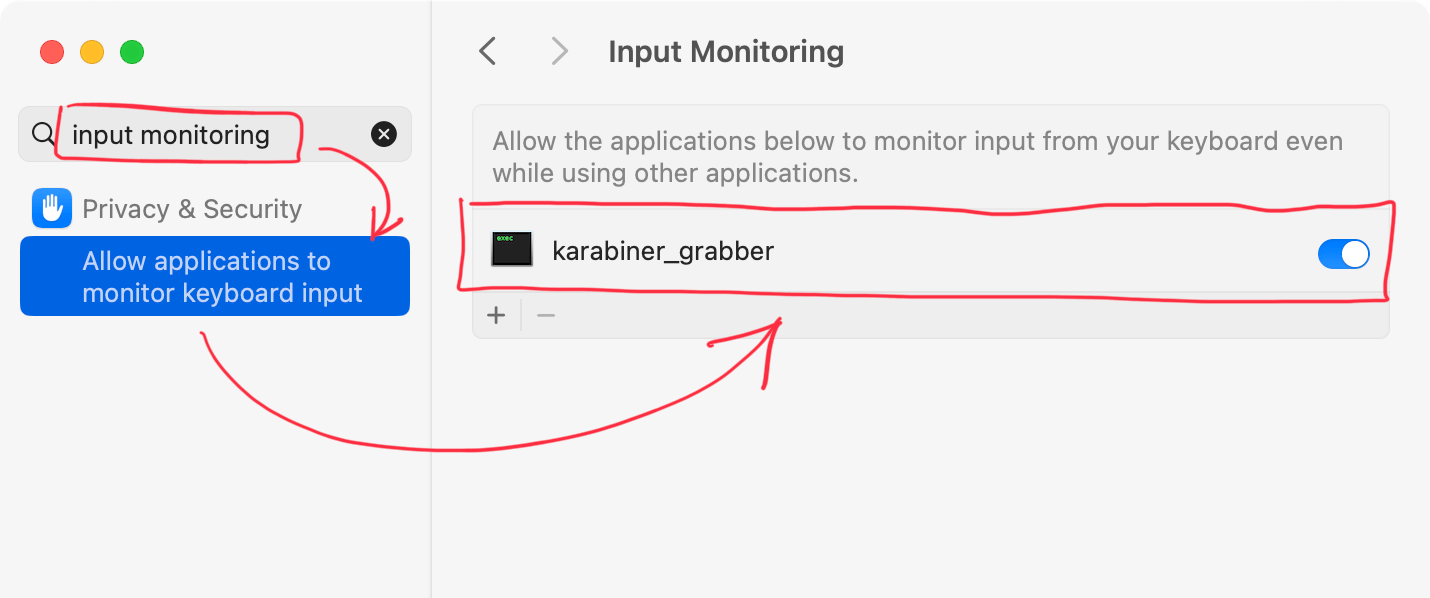 input monitoring
Privacy & Security
Allow applications to
monitor keyboard input
Input Monitoring
Allow the applications below to monitor input from your keyboard even
while using other applications.
exec
karabiner_grabber